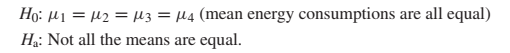 H₀: μ₁ = μ₂ = μ₃ = μ₄ (mean energy consumptions are all equal)
Hₐ: Not all the means are equal.